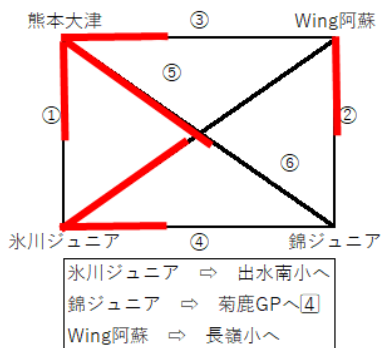 熊本大津 ③ Wing阿蘇
⑤
① ②
⑥
氷川ジュニア ④ 錦ジュニア
氷川ジュニア ⇨ 出水南小へ
錦ジュニア ⇨ 菊鹿GPへ4
Wing阿蘇 ⇨ 長嶺小へ